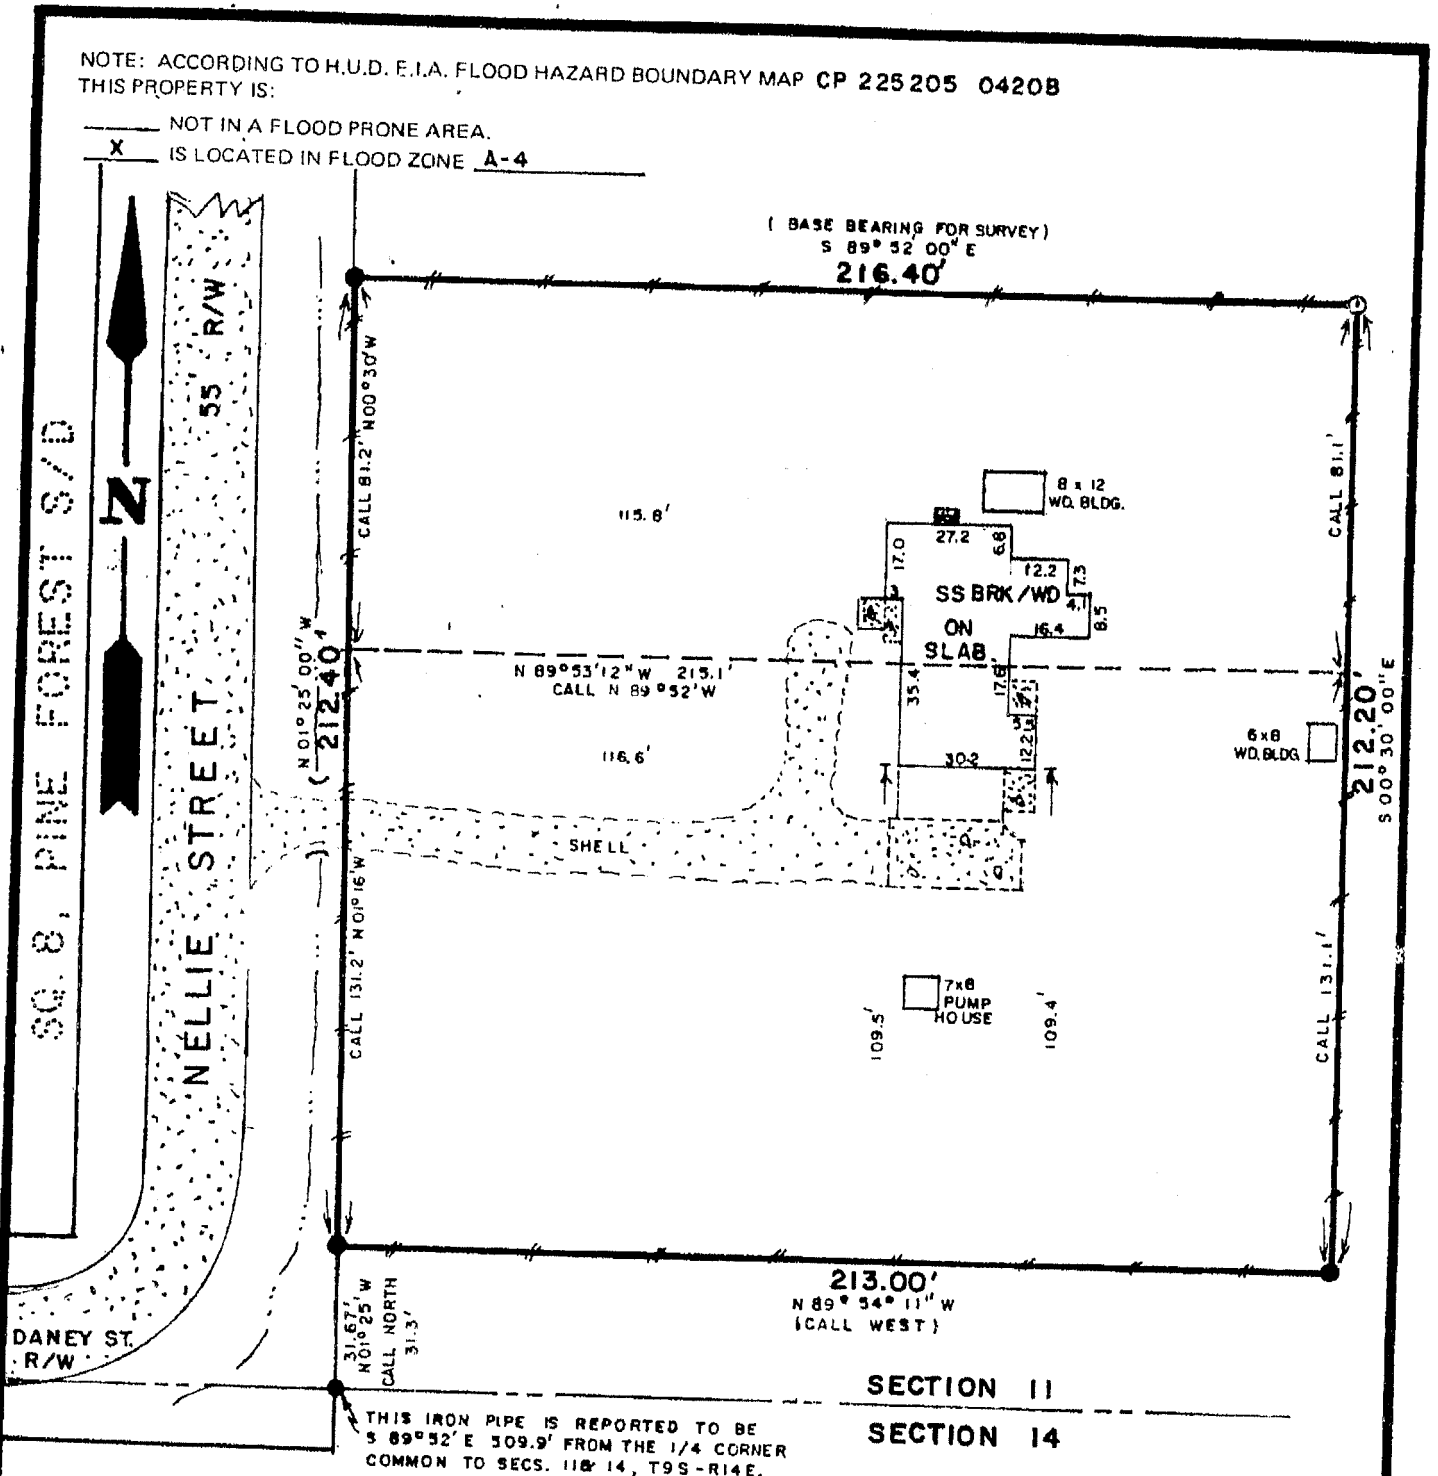 NOTE: ACCORDING TO H.U.D. F.I.A. FLOOD HAZARD BOUNDARY MAP CP 225205 0420B
THIS PROPERTY IS:
NOT IN A FLOOD PRONE AREA.
X IS LOCATED IN FLOOD ZONE A-4
( BASE BEARING FOR SURVEY)
S 89° 52' 00" E
216.40'
55' R/W
N
SQ. 8, PINE FOREST S/D
NELLIE STREET
CALL 81.2' N00°30'W
CALL 81.1'
115.8'
8 x 12
WD. BLDG.
27.2
6.8
17.0
12.2
7.3
SS BRK/WD
ON
SLAB
4.1
8.5
16.4
3
N 01° 25' 00" W
( 212.40' )
N 89°53'12" W 215.1'
CALL N 89°52'W
35.4
17.6
5
12.2
30.2
116.6'
6x8
WD. BLDG
212.20'
S 00° 30' 00" E
SHELL
CALL 131.2' N01°16'W
CALL 131.1'
7x8
PUMP
HOUSE
109.5'
109.4'
213.00'
N 89° 54° 11" W
(CALL WEST)
31.67'
N01°25'W
CALL NORTH
31.3'
DANEY ST.
R/W
SECTION 11
SECTION 14
THIS IRON PIPE IS REPORTED TO BE
S 89°52' E 509.9' FROM THE 1/4 CORNER
COMMON TO SECS. 11& 14, T9S-R14E.